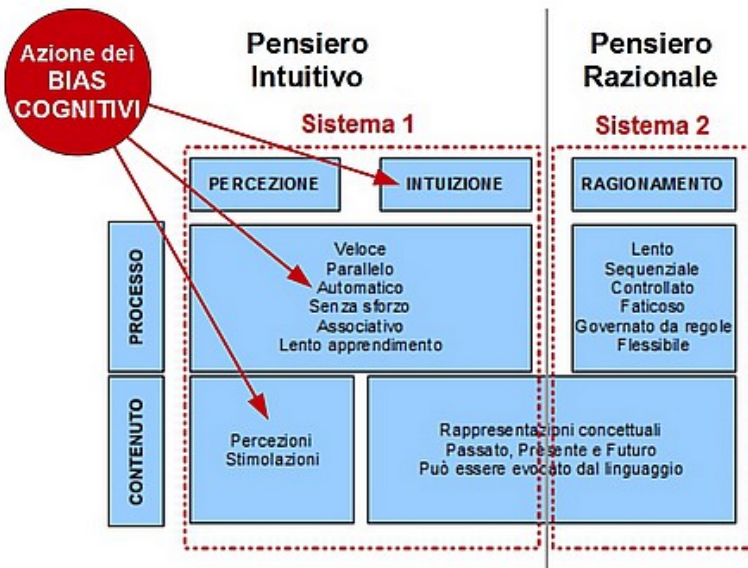 Azione dei
BIAS
COGNITIVI
Pensiero
Intuitivo
Pensiero
Razionale
Sistema 1
Sistema 2
PERCEZIONE
INTUIZIONE
RAGIONAMENTO
PROCESSO
Veloce
Parallelo
Automatico
Senza sforzo
Associativo
Lento apprendimento
Lento
Sequenziale
Controllato
Faticoso
Governato da regole
Flessibile
CONTENUTO
Percezioni
Stimolazioni
Rappresentazioni concettuali
Passato, Presente e Futuro
Può essere evocato dal linguaggio